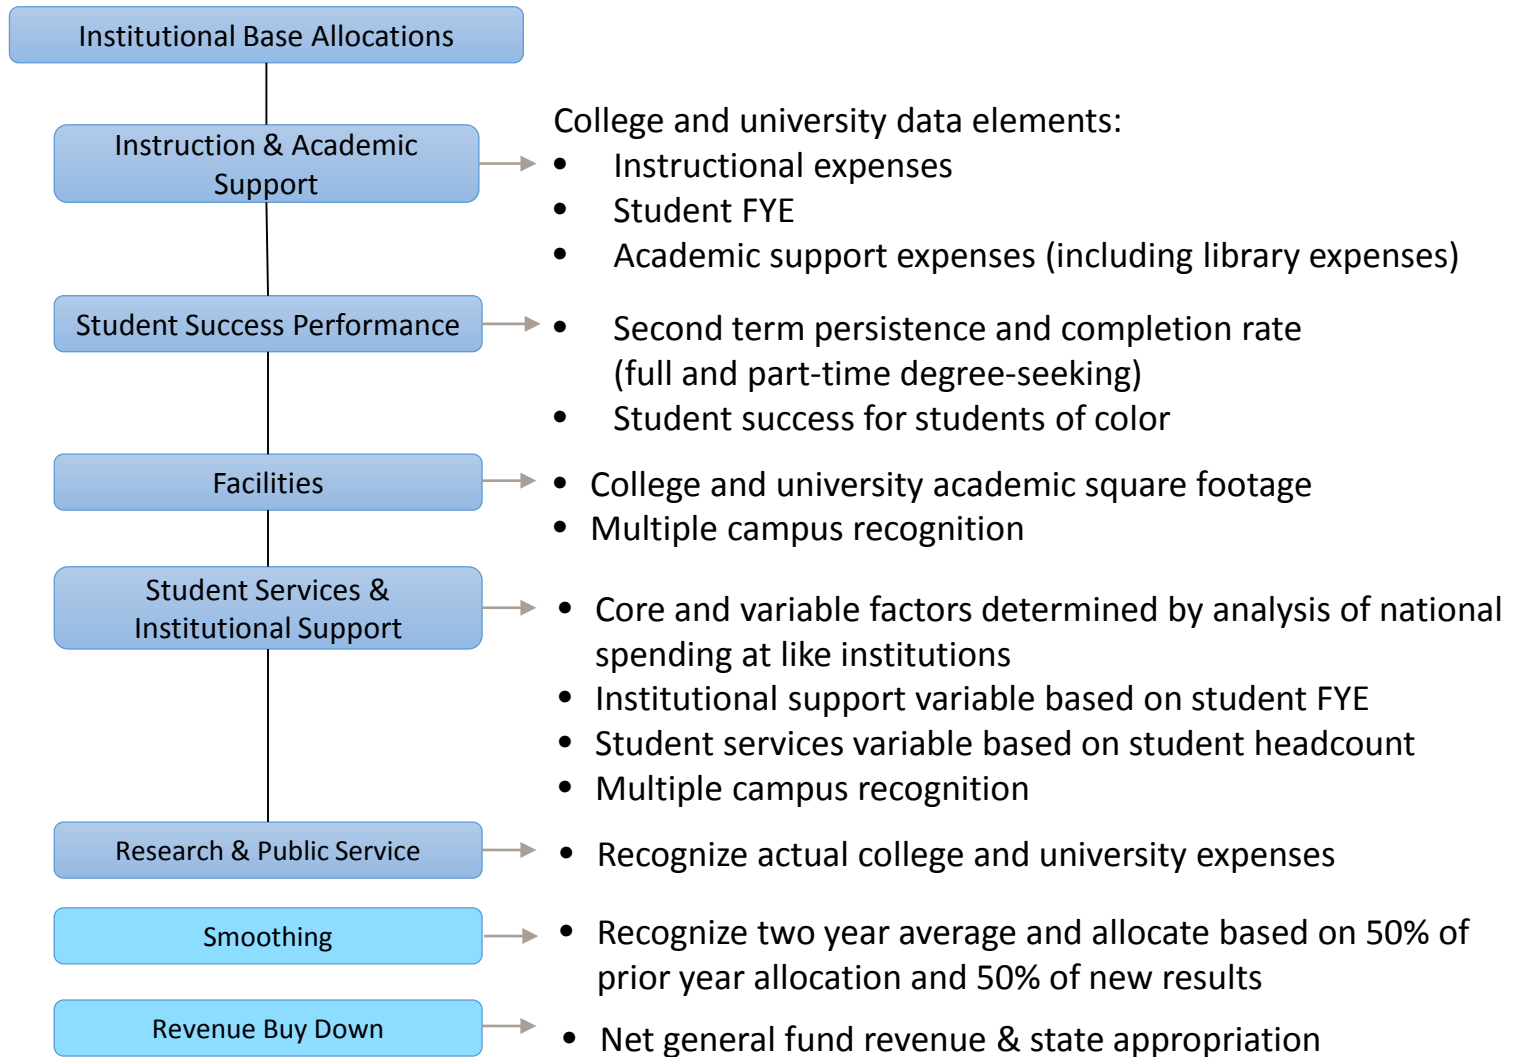 Institutional Base Allocations
Instruction & Academic
Support
College and university data elements:
• Instructional expenses
• Student FYE
• Academic support expenses (including library expenses)
Student Success Performance
• Second term persistence and completion rate
(full and part-time degree-seeking)
• Student success for students of color
Facilities
• College and university academic square footage
• Multiple campus recognition
Student Services &
Institutional Support
• Core and variable factors determined by analysis of national
spending at like institutions
• Institutional support variable based on student FYE
• Student services variable based on student headcount
• Multiple campus recognition
Research & Public Service
• Recognize actual college and university expenses
Smoothing
• Recognize two year average and allocate based on 50% of
prior year allocation and 50% of new results
Revenue Buy Down
• Net general fund revenue & state appropriation